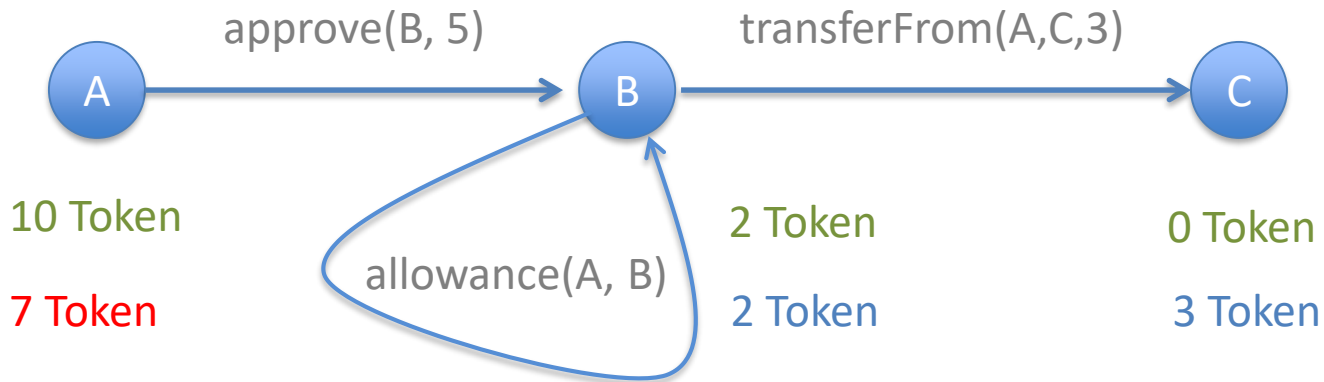 approve(B, 5)
transferFrom(A,C,3)
A
B
C
10 Token
2 Token
0 Token
allowance(A, B)
7 Token
2 Token
3 Token